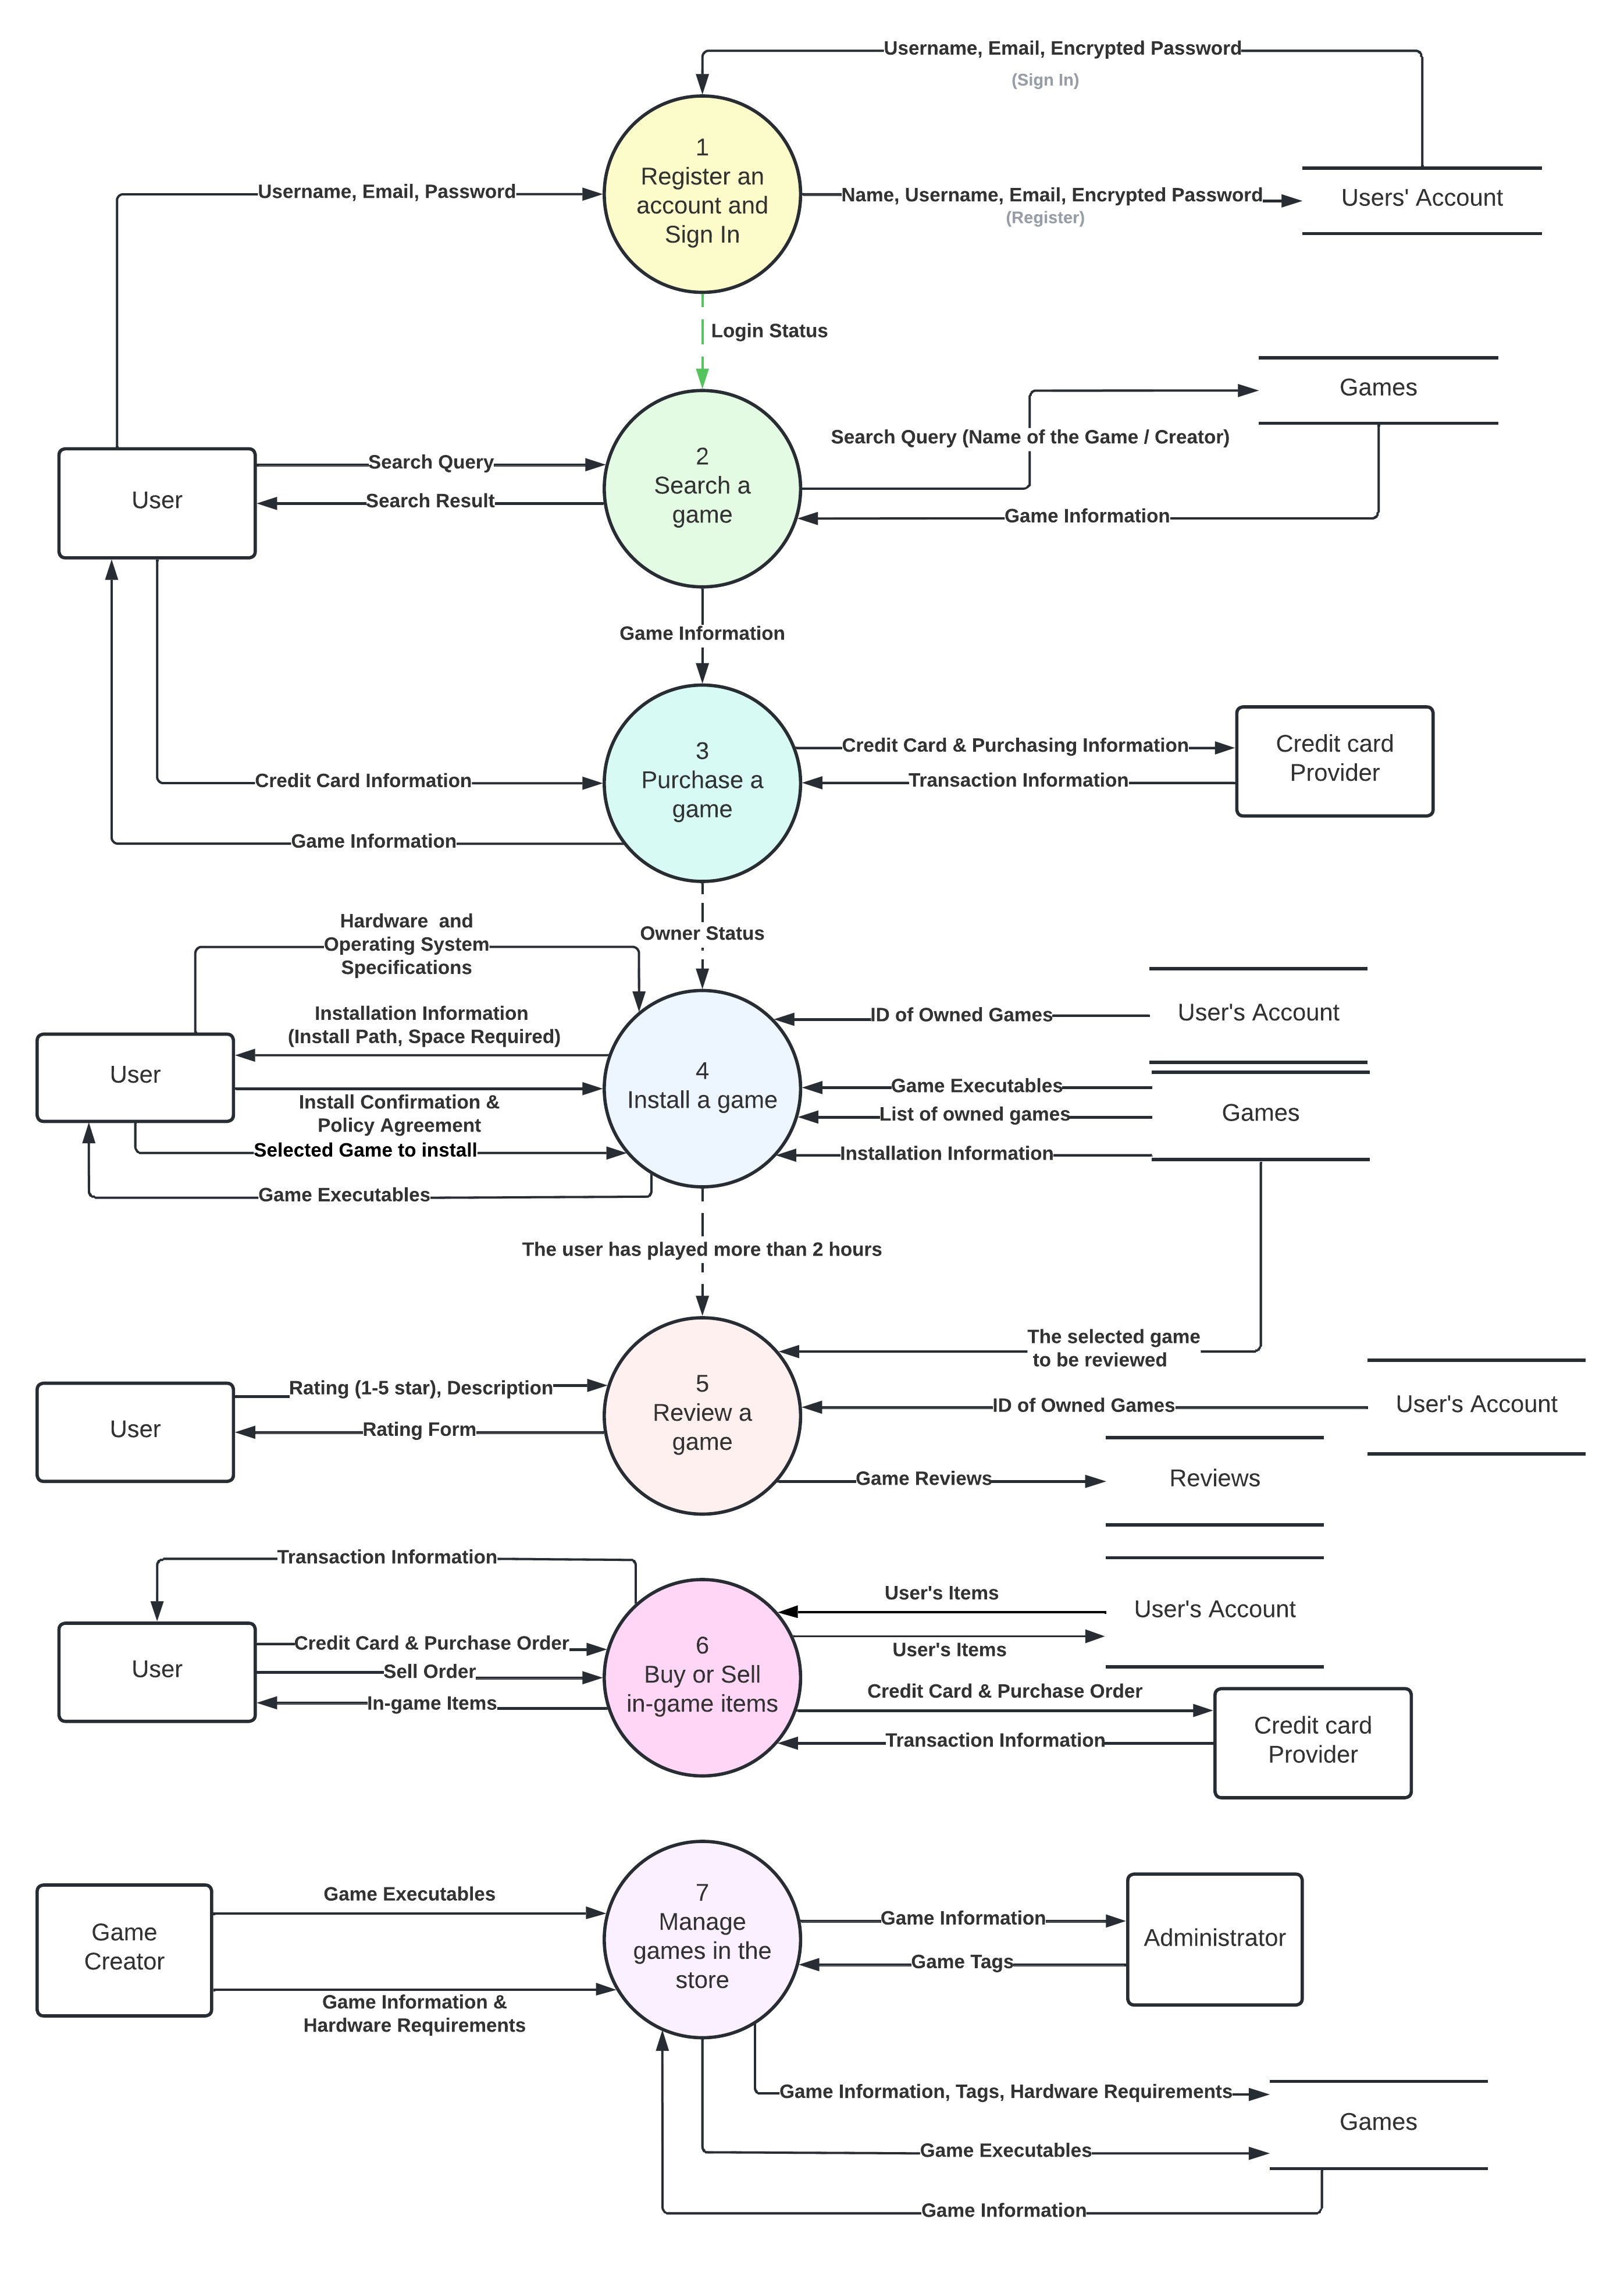 Username, Email, Encrypted Password
(Sign In)
1
Register an
account and
Sign In
Username, Email, Password
Name, Username, Email, Encrypted Password
(Register)
Users' Account
Login Status
Games
Search Query (Name of the Game / Creator)
2
Search a
game
User
Search Query
Search Result
Game Information
Game Information
3
Purchase a
game
Credit Card & Purchasing Information
Transaction Information
Credit card
Provider
Credit Card Information
Game Information
Owner Status
Hardware and
Operating System
Specifications
Installation Information
(Install Path, Space Required)
User
Install Confirmation &
Policy Agreement
Selected Game to install
Game Executables
4
Install a game
ID of Owned Games
User's Account
Game Executables
List of owned games
Installation Information
Games
The user has played more than 2 hours
The selected game
to be reviewed
User
Rating (1-5 star), Description
Rating Form
5
Review a
game
ID of Owned Games
User's Account
Game Reviews
Reviews
Transaction Information
User
Credit Card & Purchase Order
Sell Order
In-game Items
6
Buy or Sell
in-game items
User's Items
User's Items
User's Account
Credit Card & Purchase Order
Transaction Information
Credit card
Provider
Game
Creator
Game Executables
Game Information &
Hardware Requirements
7
Manage
games in the
store
Game Information
Game Tags
Administrator
Game Information, Tags, Hardware Requirements
Game Executables
Games
Game Information